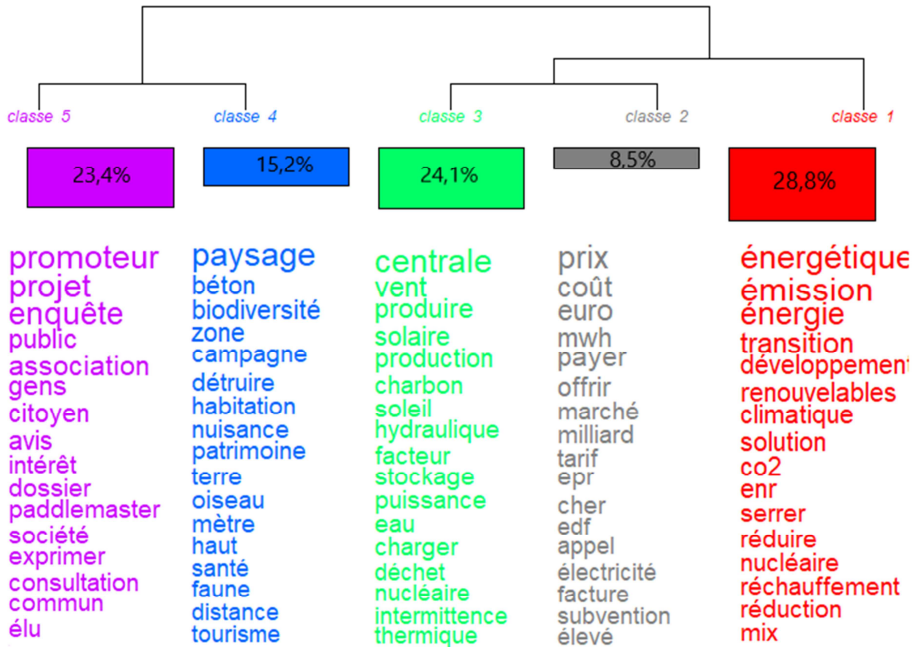 classe 5 classe 4 classe 3 classe 2 classe 1
23,4% 15,2% 24,1% 8,5% 28,8%
promoteur
projet
enquête
public
association
gens
citoyen
avis
intérêt
dossier
paddlemaster
société
exprimer
consultation
commun
élu
paysage
béton
biodiversité
zone
campagne
détruire
habitation
nuisance
patrimoine
terre
oiseau
mètre
haut
santé
faune
distance
tourisme
centrale
vent
produire
solaire
production
charbon
soleil
hydraulique
facteur
stockage
puissance
eau
charger
déchet
nucléaire
intermittence
thermique
prix
coût
euro
mwh
payer
offrir
marché
milliard
tarif
epr
cher
edf
appel
électricité
facture
subvention
élevé
énergétique
émission
énergie
transition
développement
renouvelables
climatique
solution
co2
enr
serrer
réduire
nucléaire
réchauffement
réduction
mix